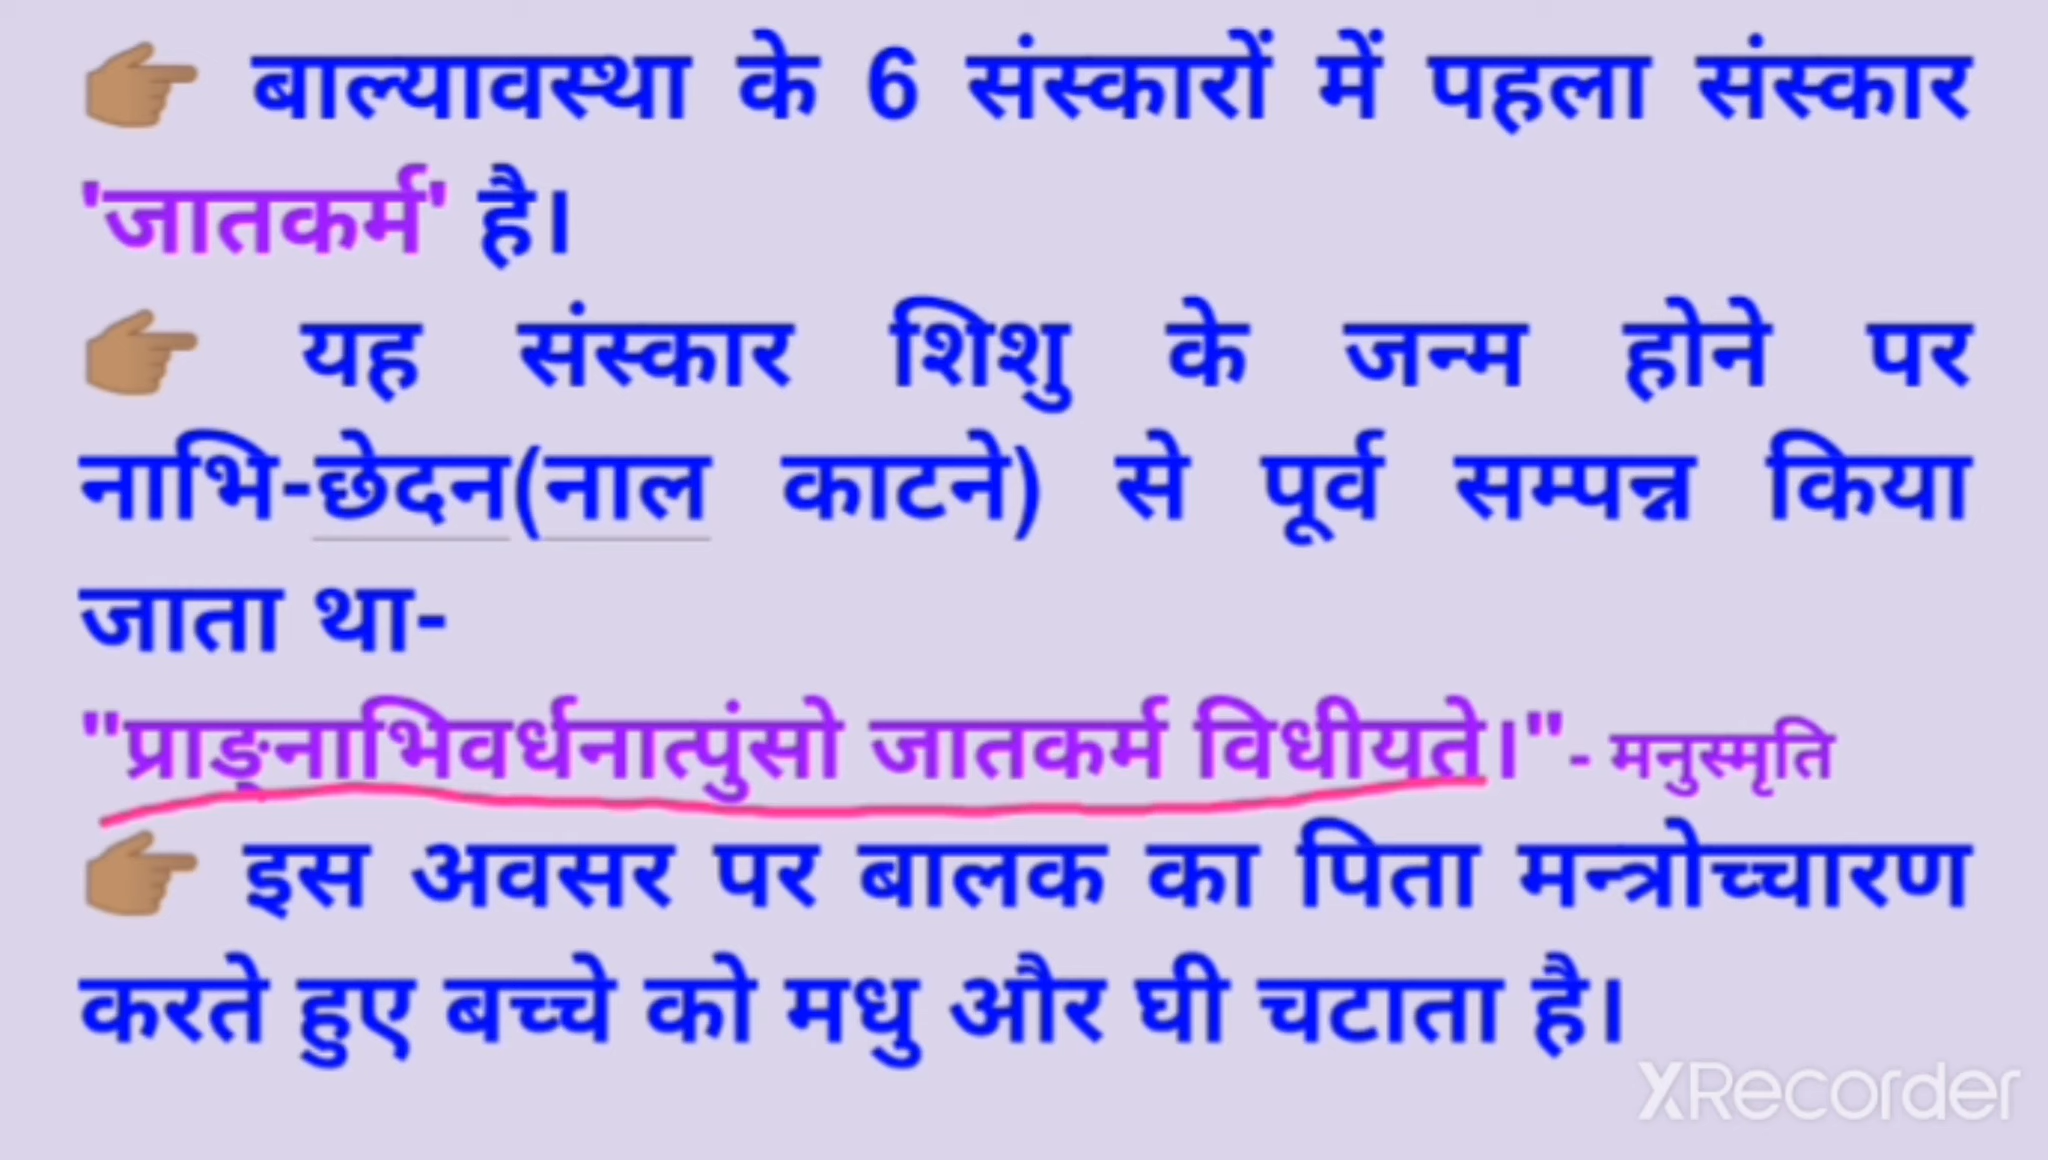 👉🏽 बाल्यावस्था के 6 संस्कारों में पहला संस्कार
'जातकर्म' है।
👉🏽 यह संस्कार शिशु के जन्म होने पर
नाभि-छेदन(नाल काटने) से पूर्व सम्पन्न किया
जाता था-
"प्राङ्नाभिवर्धनात्पुंसो जातकर्म विधीयते।"- मनुस्मृति
👉🏽 इस अवसर पर बालक का पिता मन्त्रोच्चारण
करते हुए बच्चे को मधु और घी चटाता है।
XRecorder